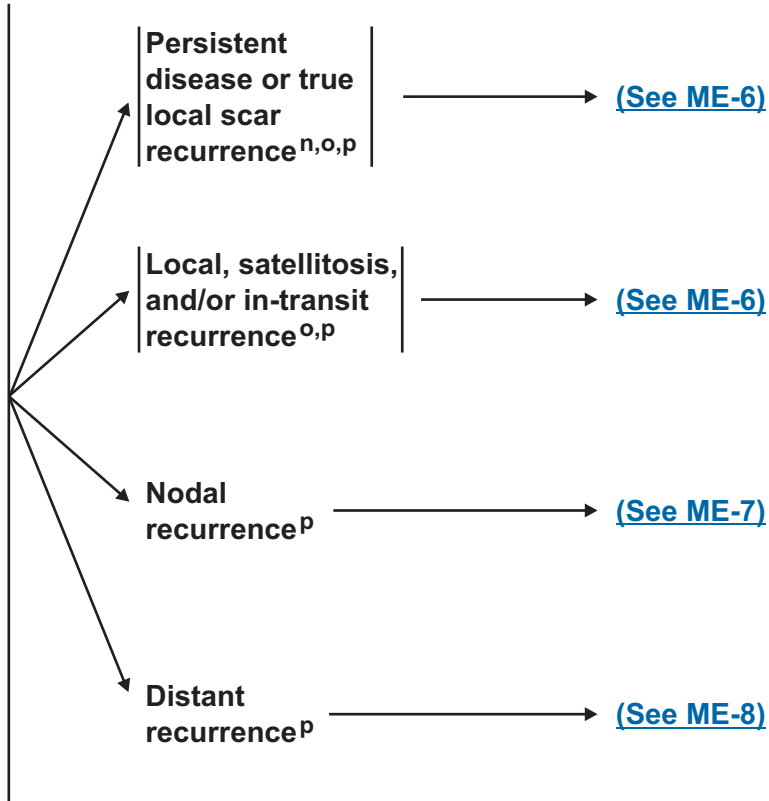 Persistent
disease or true
local scar
recurrence n,o,p
(See ME-6)
Local, satellitosis,
and/or in-transit
recurrence o,p
(See ME-6)
Nodal
recurrence p
(See ME-7)
Distant
recurrence p
(See ME-8)